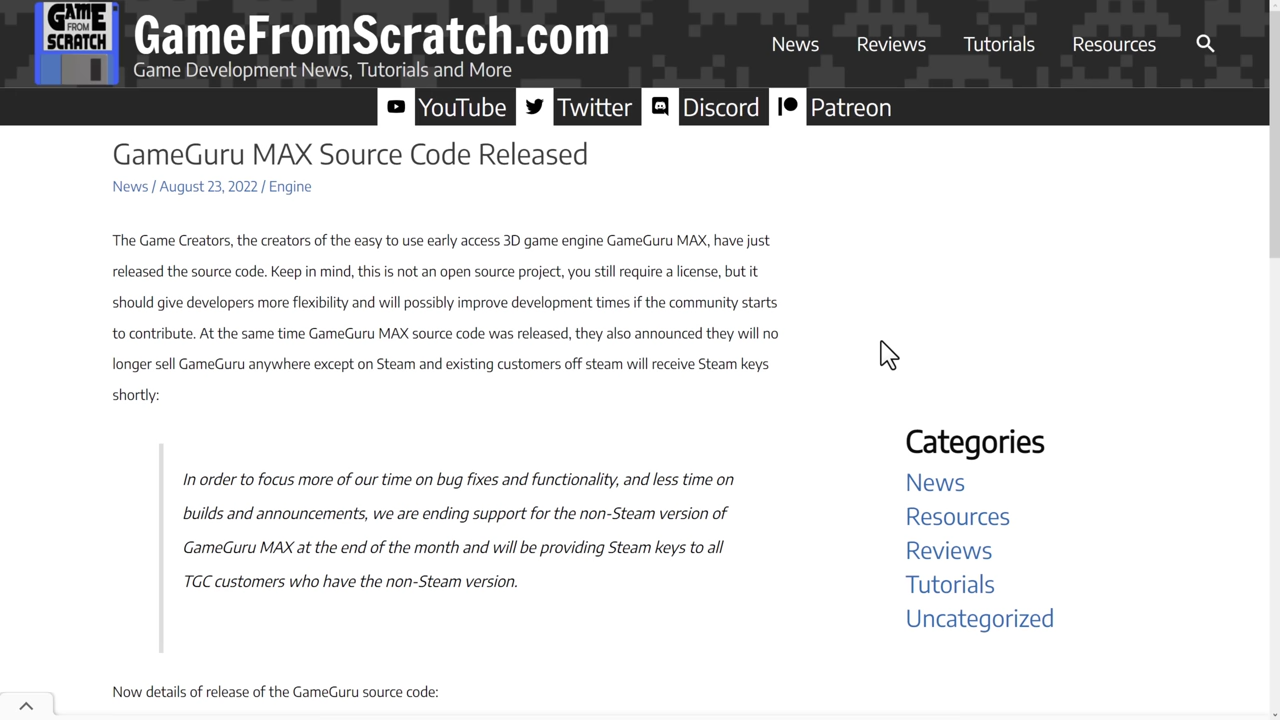 GAME
FROM
SCRATCH
GameFromScratch.com
Game Development News, Tutorials and More
News
Reviews
Tutorials
Resources
YouTube
Twitter
Discord
Patreon
GameGuru MAX Source Code Released
News / August 23, 2022 / Engine
The Game Creators, the creators of the easy to use early access 3D game engine GameGuru MAX, have just
released the source code. Keep in mind, this is not an open source project, you still require a license, but it
should give developers more flexibility and will possibly improve development times if the community starts
to contribute. At the same time GameGuru MAX source code was released, they also announced they will no
longer sell GameGuru anywhere except on Steam and existing customers off steam will receive Steam keys
shortly:
In order to focus more of our time on bug fixes and functionality, and less time on
builds and announcements, we are ending support for the non-Steam version of
GameGuru MAX at the end of the month and will be providing Steam keys to all
TGC customers who have the non-Steam version.
Now details of release of the GameGuru source code:
Categories
News
Resources
Reviews
Tutorials
Uncategorized